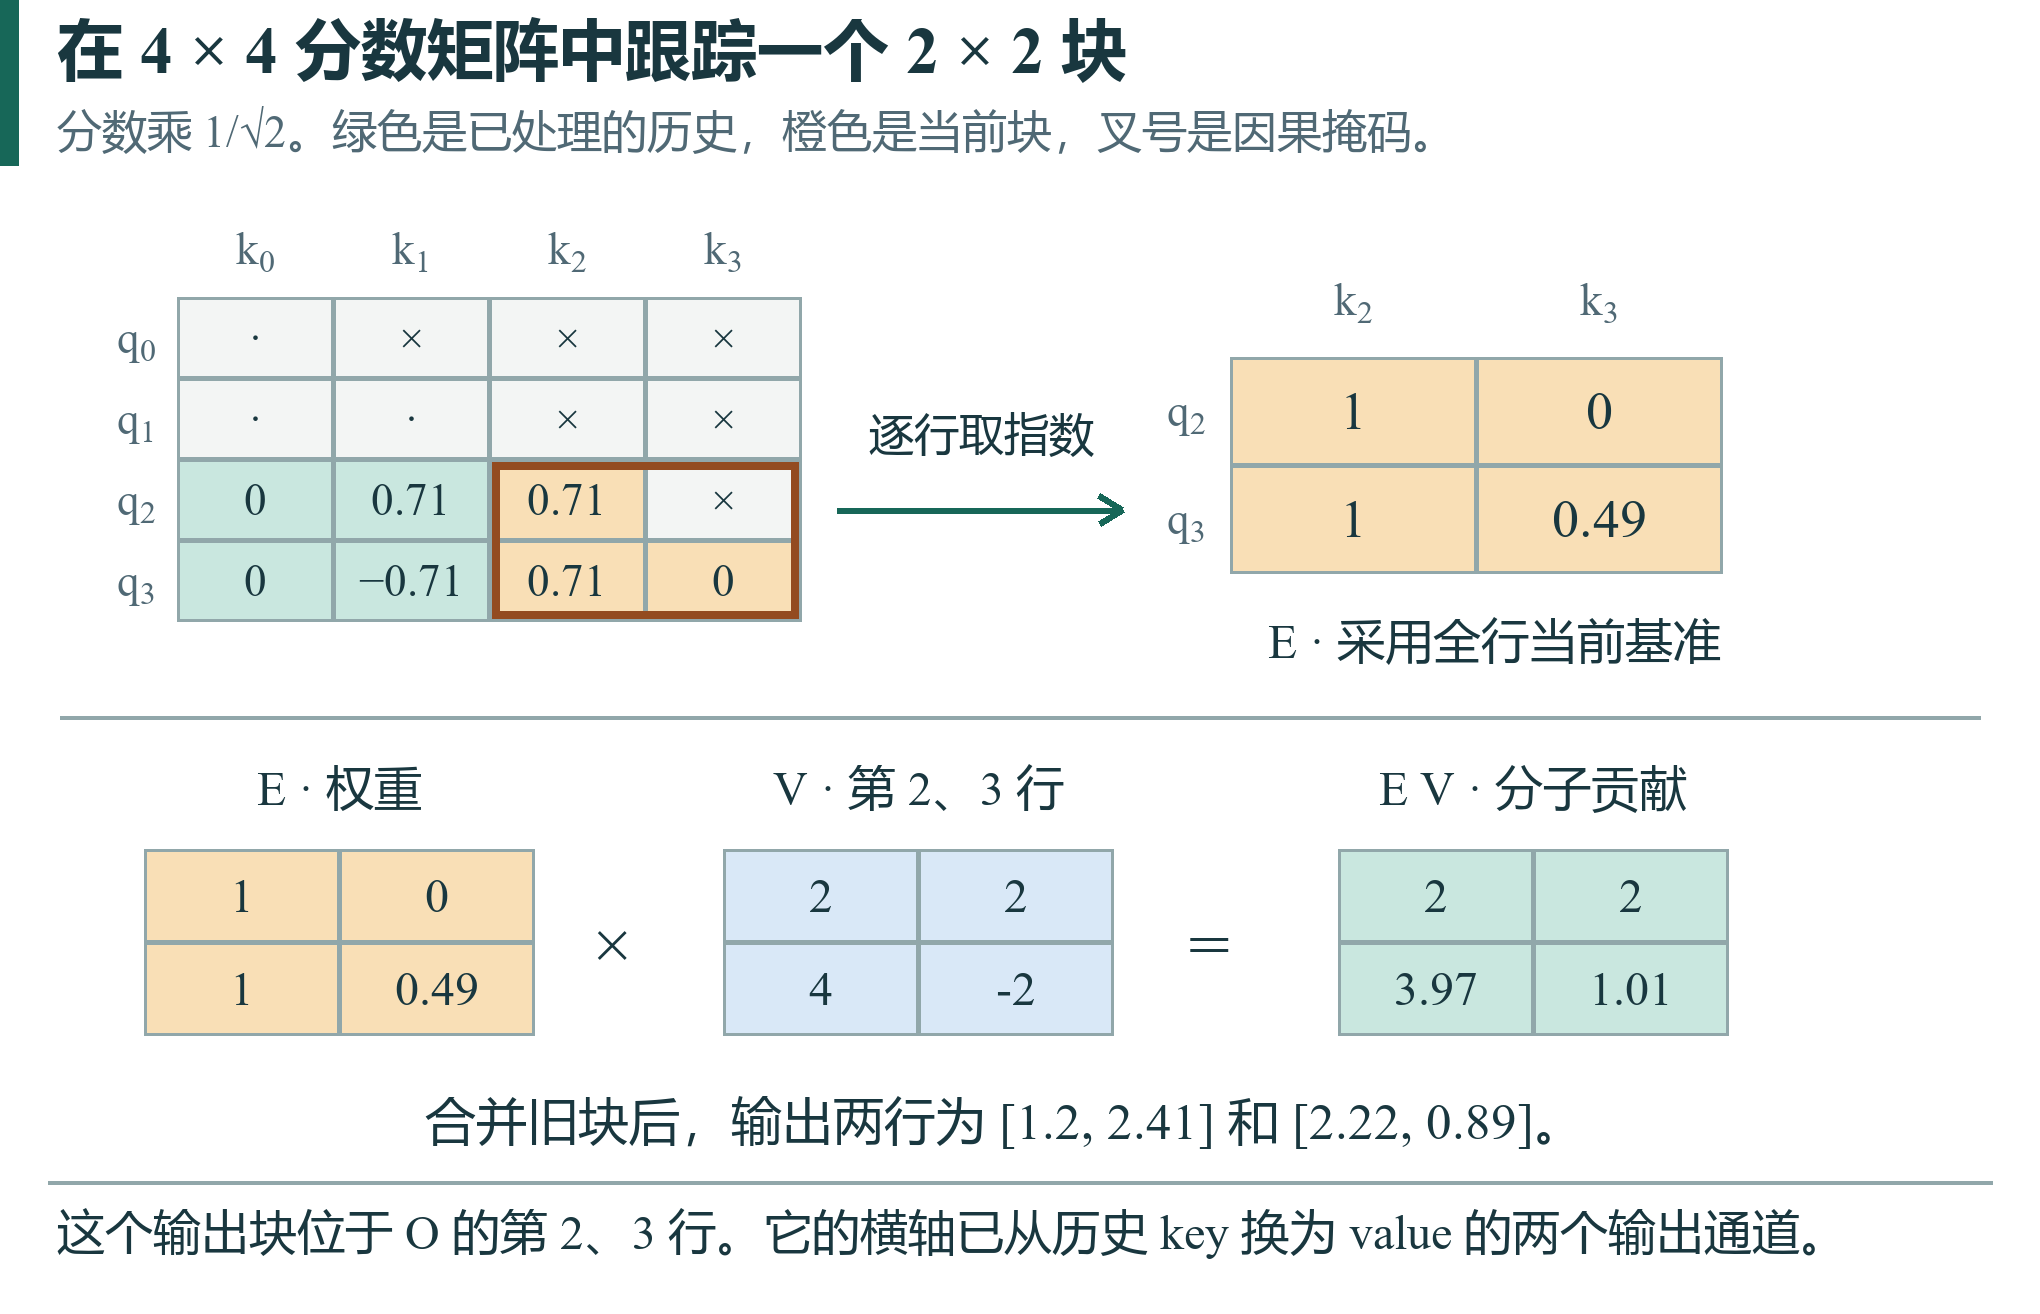 在 4 × 4 分数矩阵中跟踪一个 2 × 2 块
分数乘 1/√2。绿色是已处理的历史，橙色是当前块，叉号是因果掩码。
k₀ k₁ k₂ k₃
q₀ · × × ×
q₁ · · × ×
q₂ 0 0.71 0.71 ×
q₃ 0 −0.71 0.71 0
逐行取指数
k₂ k₃
q₂ 1 0
q₃ 1 0.49
E · 采用全行当前基准
E · 权重
1 0
1 0.49
×
V · 第 2、3 行
2 2
4 -2
=
E V · 分子贡献
2 2
3.97 1.01
合并旧块后，输出两行为 [1.2, 2.41] 和 [2.22, 0.89]。
这个输出块位于 O 的第 2、3 行。它的横轴已从历史 key 换为 value 的两个输出通道。